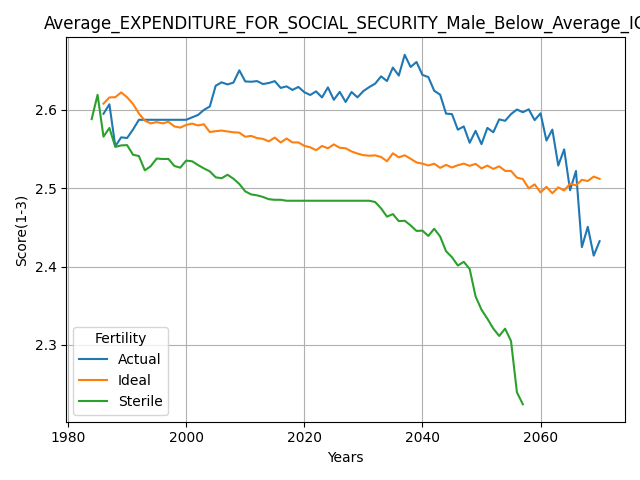 Average_EXPENDITURE_FOR_SOCIAL_SECURITY_Male_Below_Average_IQ
Score(1-3)
2.6
2.5
2.4
2.3
Fertility
Actual
Ideal
Sterile
1980
2000
2020
2040
2060
Years